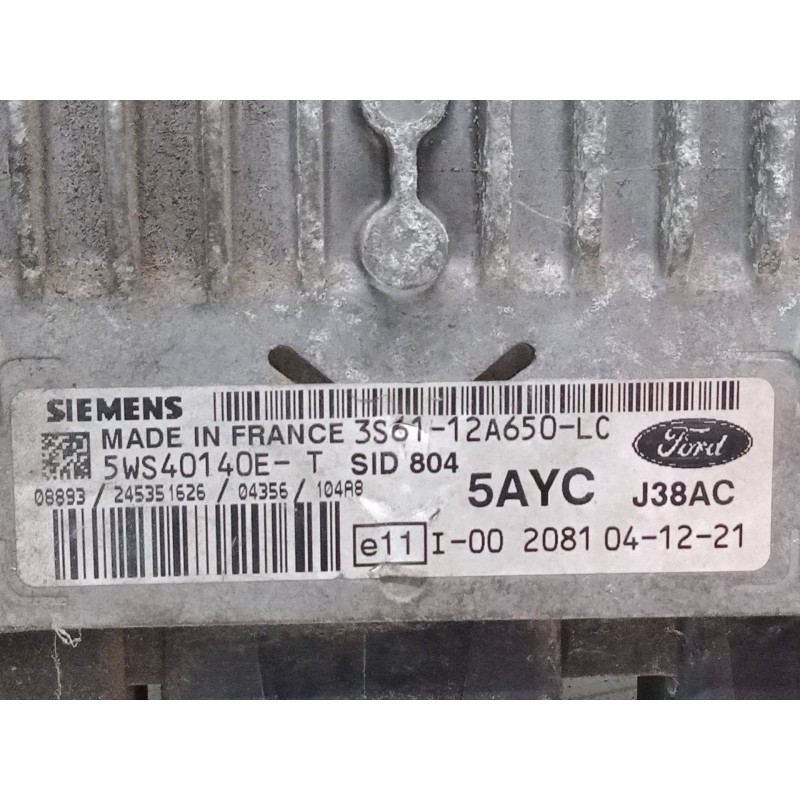 SIEMENS
MADE IN FRANCE 3S61-12A650-LC
Ford
5WS40140E-T SID 804
08893/245351626/04356/104A8
5AYC J38AC
e11 I-00 2081 04-12-21